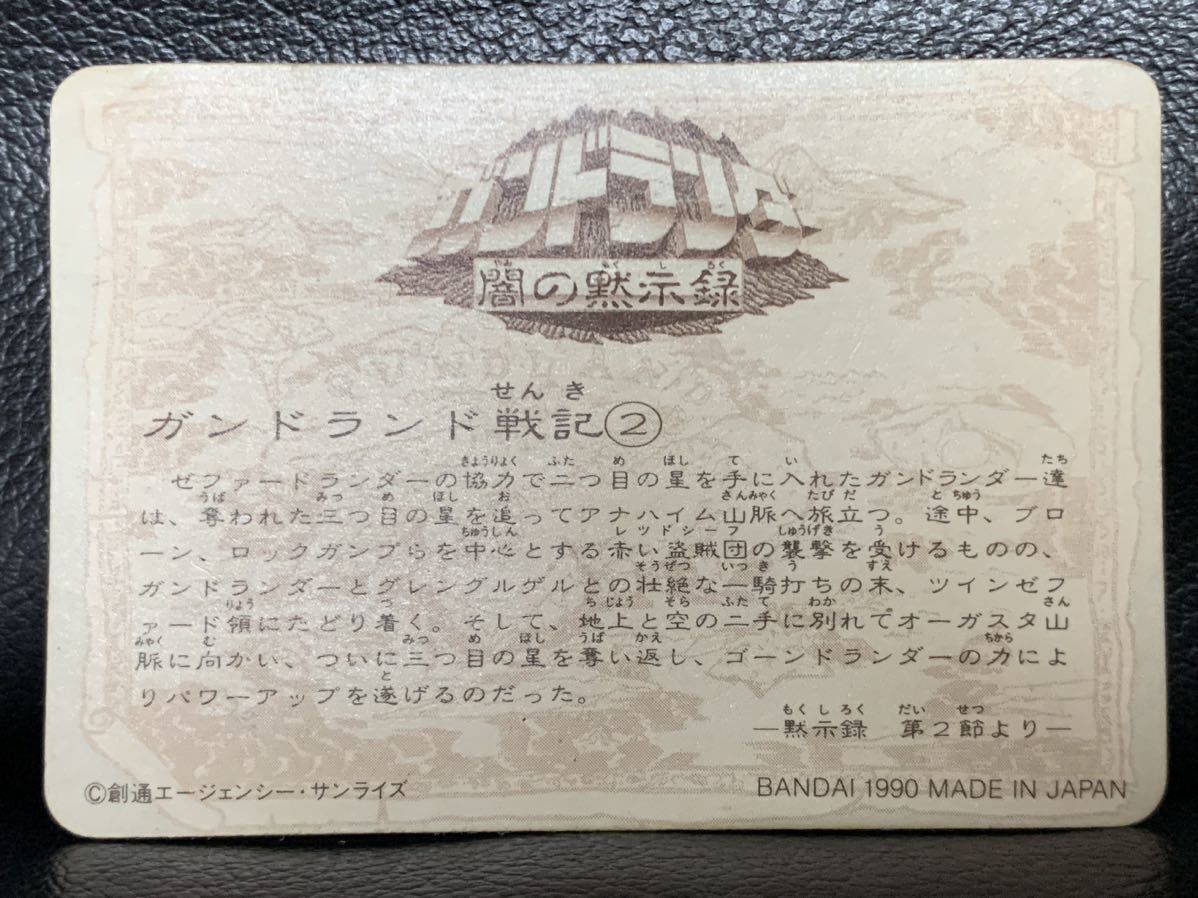 ガンドランド
やみ もくしろく
闇の黙示録
せんき
ガンドランド戦記②
きょうりょく ふた め ほし て い たち
ゼファードランダーの協力で二つ目の星を手に入れたガンドランダー達
うば みつ め ほし お さんみゃく たびだ とちゅう
は、奪われた三つ目の星を追ってアナハイム山脈へ旅立つ。途中、ブロ
ちゅうしん レッドシーフ しゅうげき う
ーン、ロックガンプらを中心とする赤い盗賊団の襲撃を受けるものの、
そうぜつ いっきう すえ
ガンドランダーとグレングルゲルとの壮絶な一騎打ちの末、ツインゼフ
りょう つ ちじょう そら ふたて わか さん
ァード領にたどり着く。そして、地上と空の二手に別れてオーガスタ山
みゃく む みつ め ほし うば かえ ちから
脈に向かい、ついに三つ目の星を奪い返し、ゴーンドランダーの力によ
と
りパワーアップを遂げるのだった。
もくしろく だい せつ
—黙示録 第2節より—
©創通エージェンシー・サンライズ
BANDAI 1990 MADE IN JAPAN